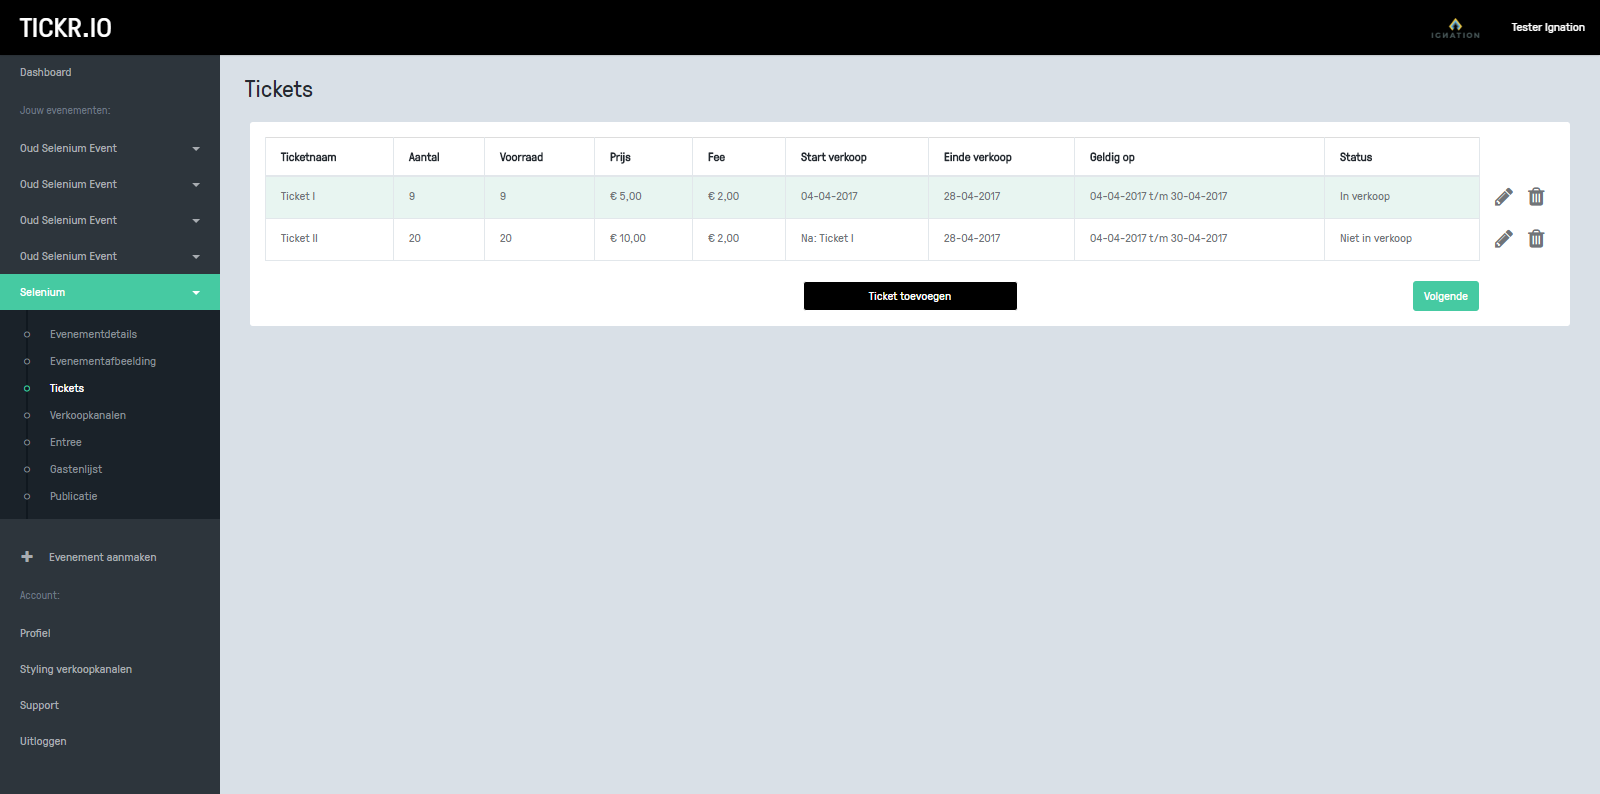 TICKR.IO
IGNATION
Tester Ignation
Dashboard
Jouw evenementen:
Oud Selenium Event
Oud Selenium Event
Oud Selenium Event
Oud Selenium Event
Selenium
Evenementdetails
Evenementafbeelding
Tickets
Verkoopkanalen
Entree
Gastenlijst
Publicatie
Evenement aanmaken
Account:
Profiel
Styling verkoopkanalen
Support
Uitloggen
Tickets
Ticketnaam Aantal Voorraad Prijs Fee Start verkoop Einde verkoop Geldig op Status
Ticket I 9 9 € 5,00 € 2,00 04-04-2017 28-04-2017 04-04-2017 t/m 30-04-2017 In verkoop
Ticket II 20 20 € 10,00 € 2,00 Na: Ticket I 28-04-2017 04-04-2017 t/m 30-04-2017 Niet in verkoop
Ticket toevoegen
Volgende